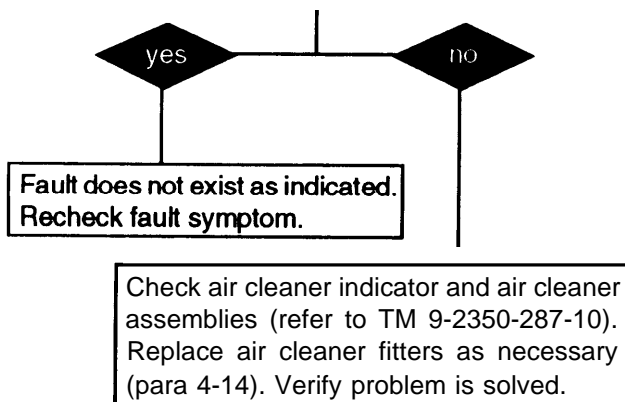 yes
no
Fault does not exist as indicated.
Recheck fault symptom.
Check air cleaner indicator and air cleaner
assemblies (refer to TM 9-2350-287-10).
Replace air cleaner fitters as necessary
(para 4-14). Verify problem is solved.